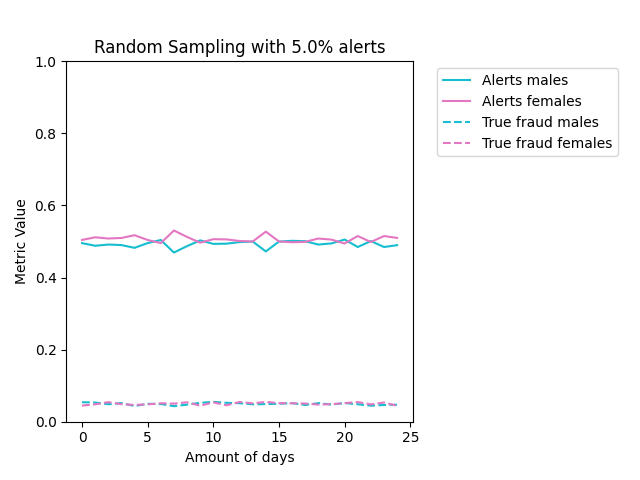 Random Sampling with 5.0% alerts
Alerts males
Alerts females
True fraud males
True fraud females
Metric Value
1.0
0.8
0.6
0.4
0.2
0.0
0 5 10 15 20 25
Amount of days